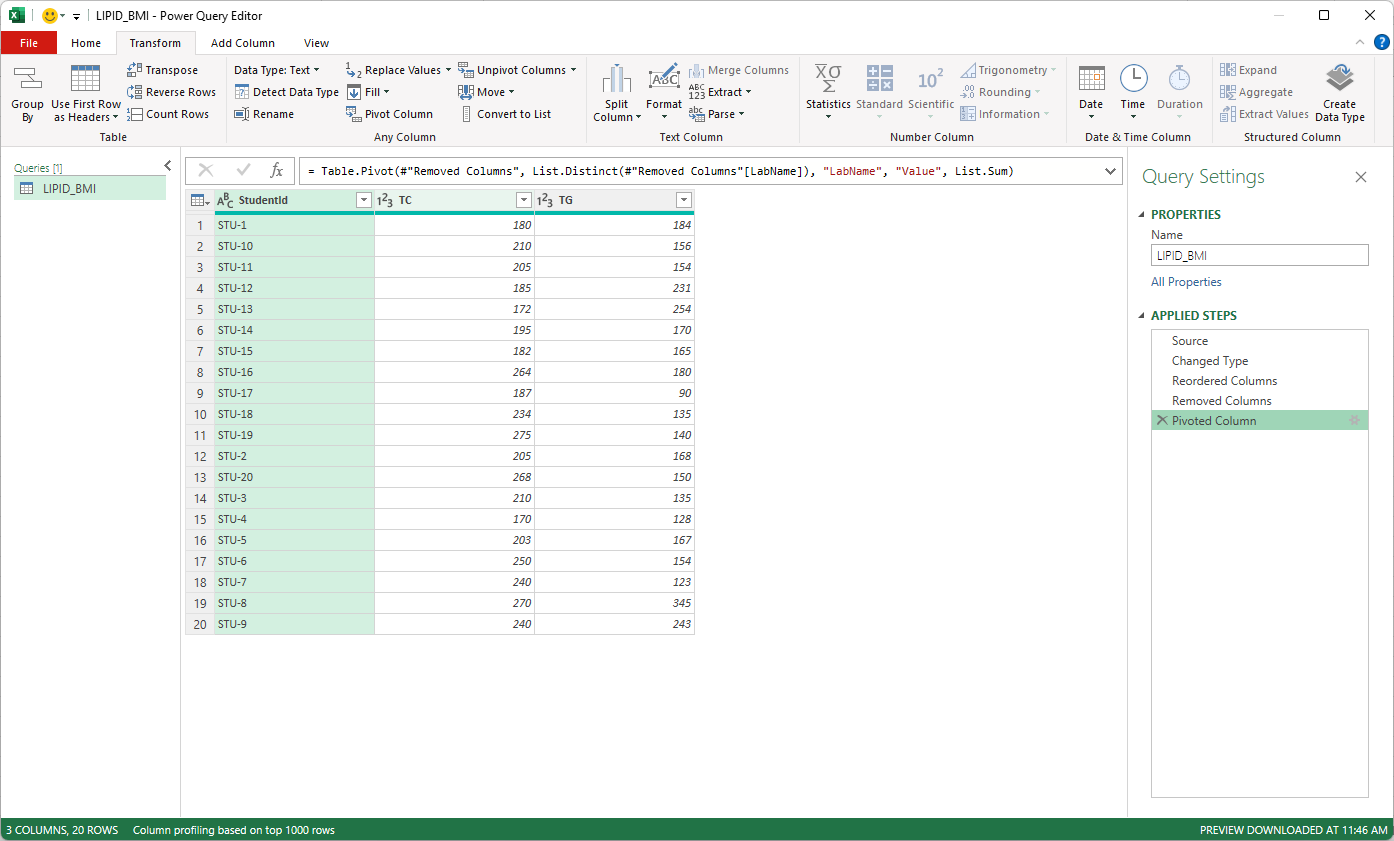 LIPID_BMI - Power Query Editor
File Home Transform Add Column View
Group By
Use First Row as Headers
Transpose
Reverse Rows
Count Rows
Table
Data Type: Text
Detect Data Type
Rename
Replace Values
Fill
Pivot Column
Unpivot Columns
Move
Convert to List
Any Column
Split Column
Format
ABC
Merge Columns
ABC 123 Extract
abc Parse
Text Column
XΣσ Statistics
Standard
10² Scientific
Trigonometry
.00 Rounding
Information
Number Column
Date
Time
Duration
Date & Time Column
Expand
Aggregate
Extract Values
Create Data Type
Structured Column
Queries [1]
LIPID_BMI
fx
= Table.Pivot(#"Removed Columns", List.Distinct(#"Removed Columns"[LabName]), "LabName", "Value", List.Sum)
ABC StudentId 123 TC 123 TG
1 STU-1 180 184
2 STU-10 210 156
3 STU-11 205 154
4 STU-12 185 231
5 STU-13 172 254
6 STU-14 195 170
7 STU-15 182 165
8 STU-16 264 180
9 STU-17 187 90
10 STU-18 234 135
11 STU-19 275 140
12 STU-2 205 168
13 STU-20 268 150
14 STU-3 210 135
15 STU-4 170 128
16 STU-5 203 167
17 STU-6 250 154
18 STU-7 240 123
19 STU-8 270 345
20 STU-9 240 243
Query Settings
PROPERTIES
Name
LIPID_BMI
All Properties
APPLIED STEPS
Source
Changed Type
Reordered Columns
Removed Columns
Pivoted Column
3 COLUMNS, 20 ROWS Column profiling based on top 1000 rows PREVIEW DOWNLOADED AT 11:46 AM